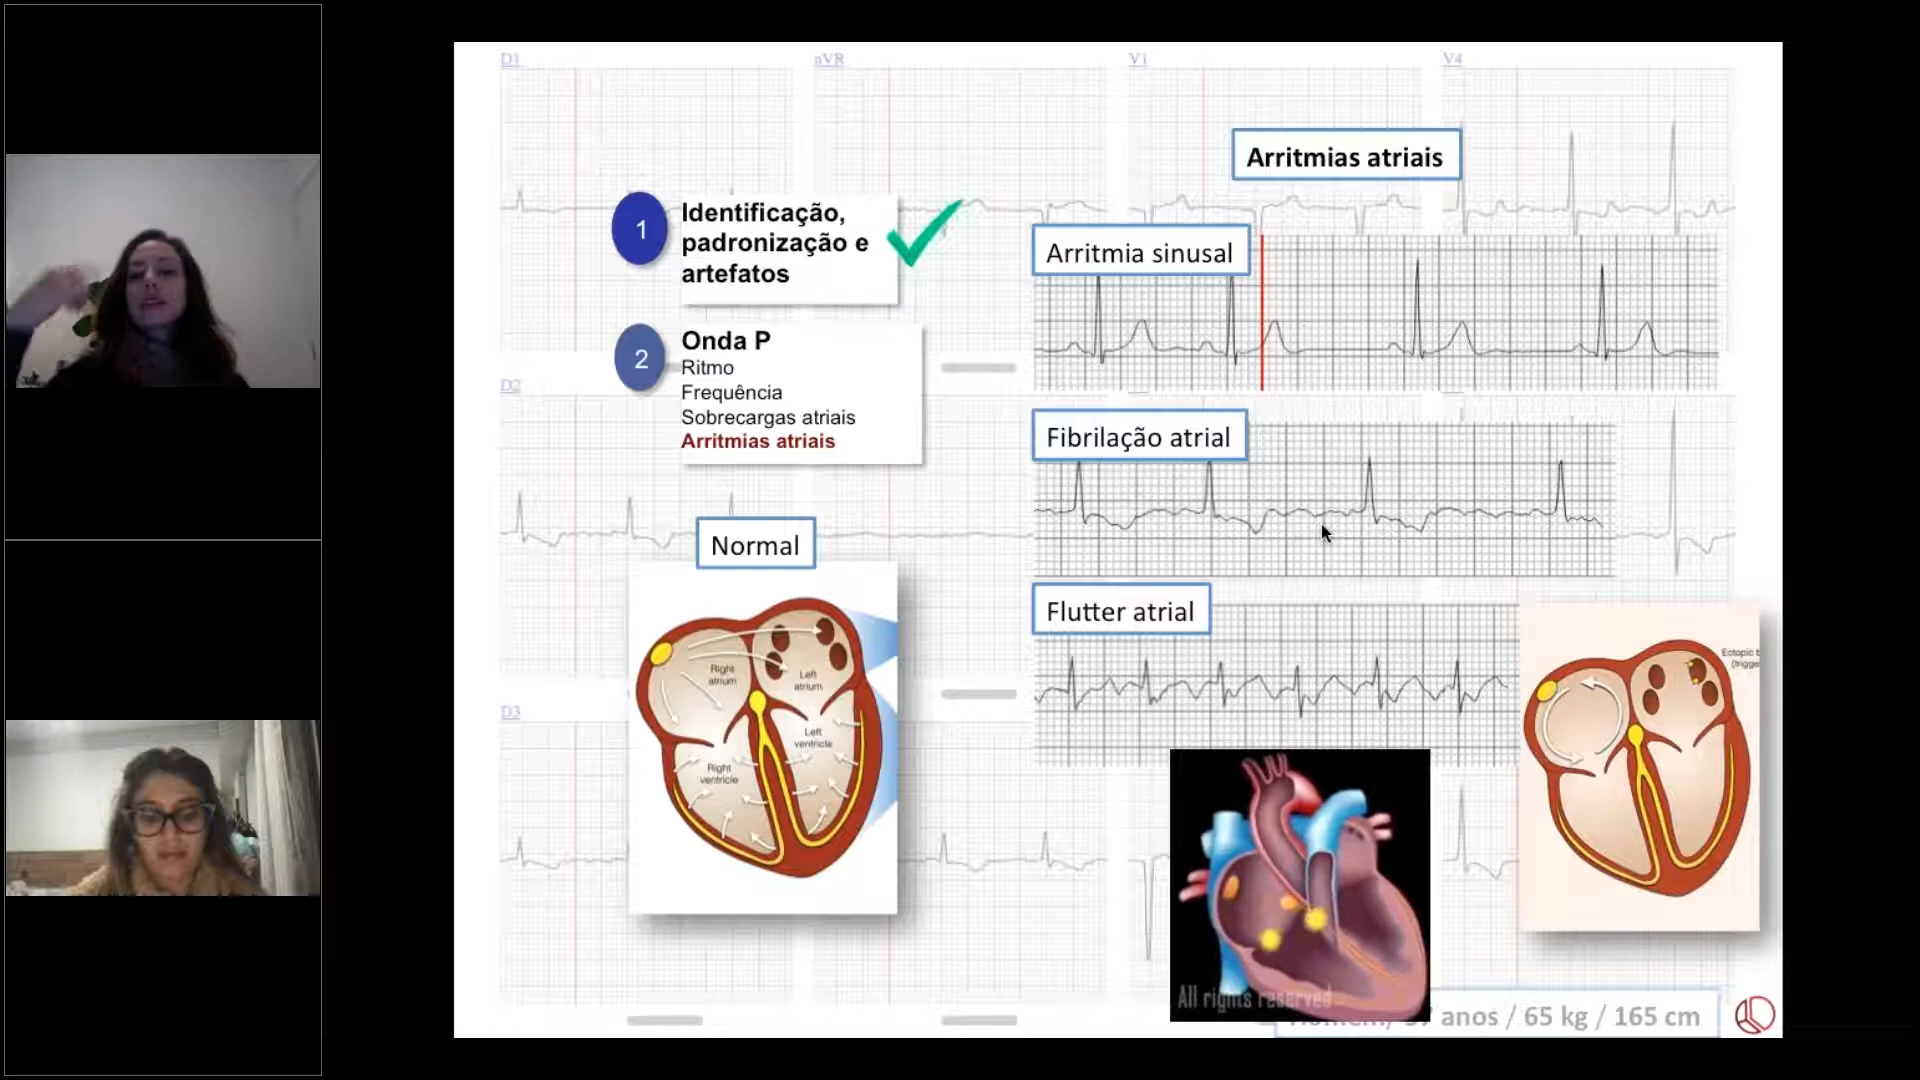 D1
aVR
V1
V4
Arritmias atriais
1
Identificação,
padronização e
artefatos
Arritmia sinusal
2
Onda P
Ritmo
Frequência
Sobrecargas atriais
Arritmias atriais
D2
Fibrilação atrial
Normal
Flutter atrial
Right
atrium
Left
atrium
Left
ventricle
Right
ventricle
D3
Ectopic
All rights reserved
anos / 65 kg / 165 cm